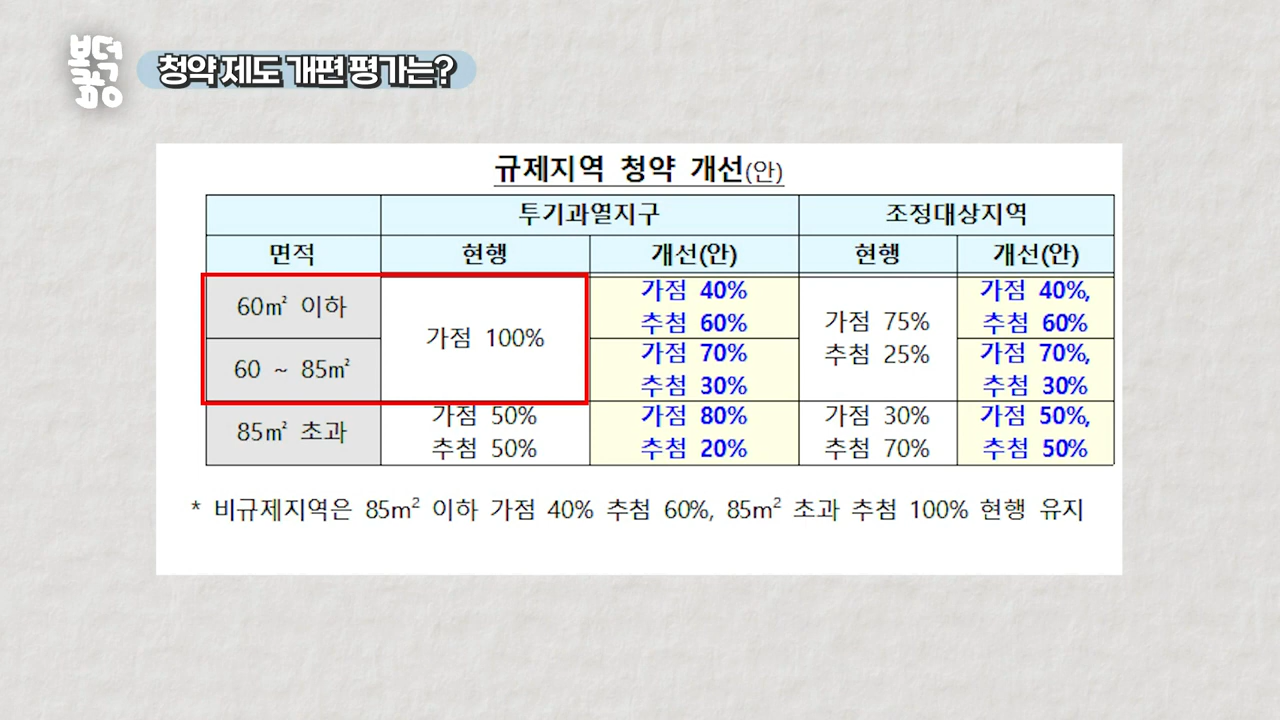 부덕쿵
청약 제도 개편 평가는?
규제지역 청약 개선(안)
투기과열지구 조정대상지역
면적 현행 개선(안) 현행 개선(안)
60㎡ 이하 가점 100% 가점 40% 추첨 60% 가점 75% 추첨 25% 가점 40%, 추첨 60%
60 ~ 85㎡ 가점 70% 추첨 30% 가점 70%, 추첨 30%
85㎡ 초과 가점 50% 추첨 50% 가점 80% 추첨 20% 가점 30% 추첨 70% 가점 50%, 추첨 50%
* 비규제지역은 85m² 이하 가점 40% 추첨 60%, 85m² 초과 추첨 100% 현행 유지